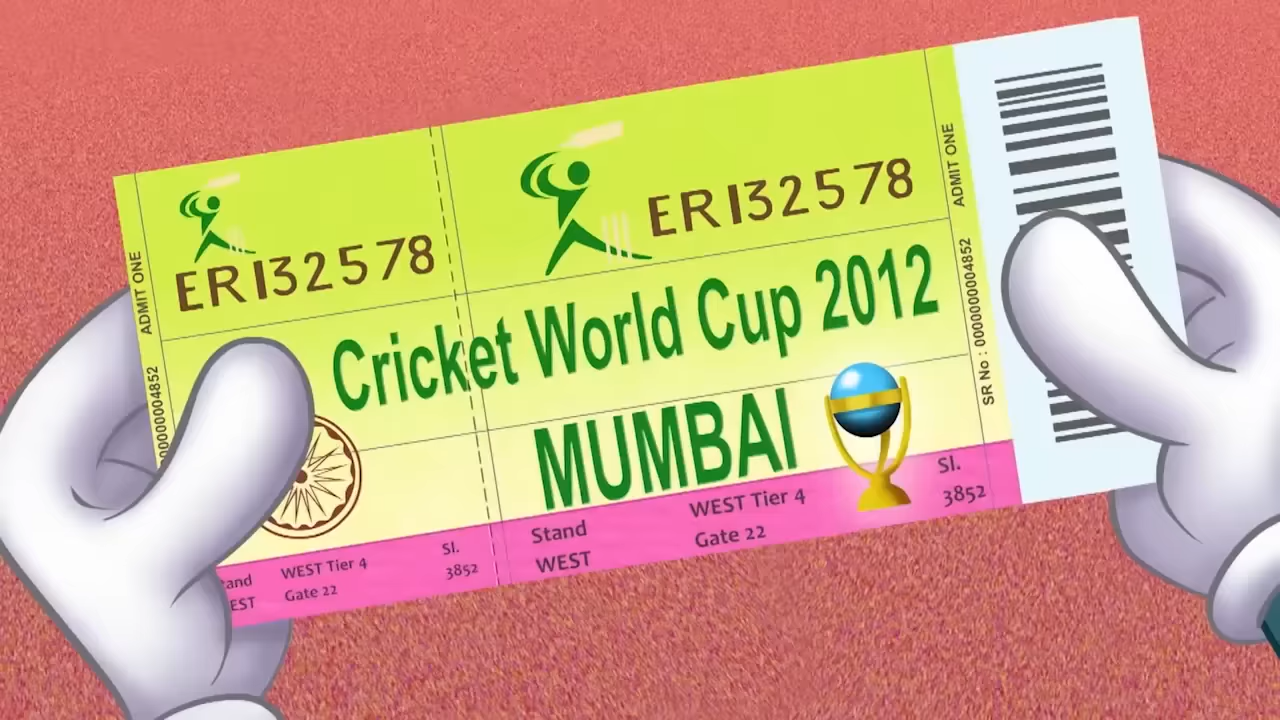 ADMIT ONE
0000000004852
ER132578
ER132578
Cricket World Cup 2012
MUMBAI
WEST Tier 4
Gate 22
Sl.
3852
Stand
WEST
WEST Tier 4
Gate 22
Sl.
3852
ADMIT ONE
SR No : 000000000004852